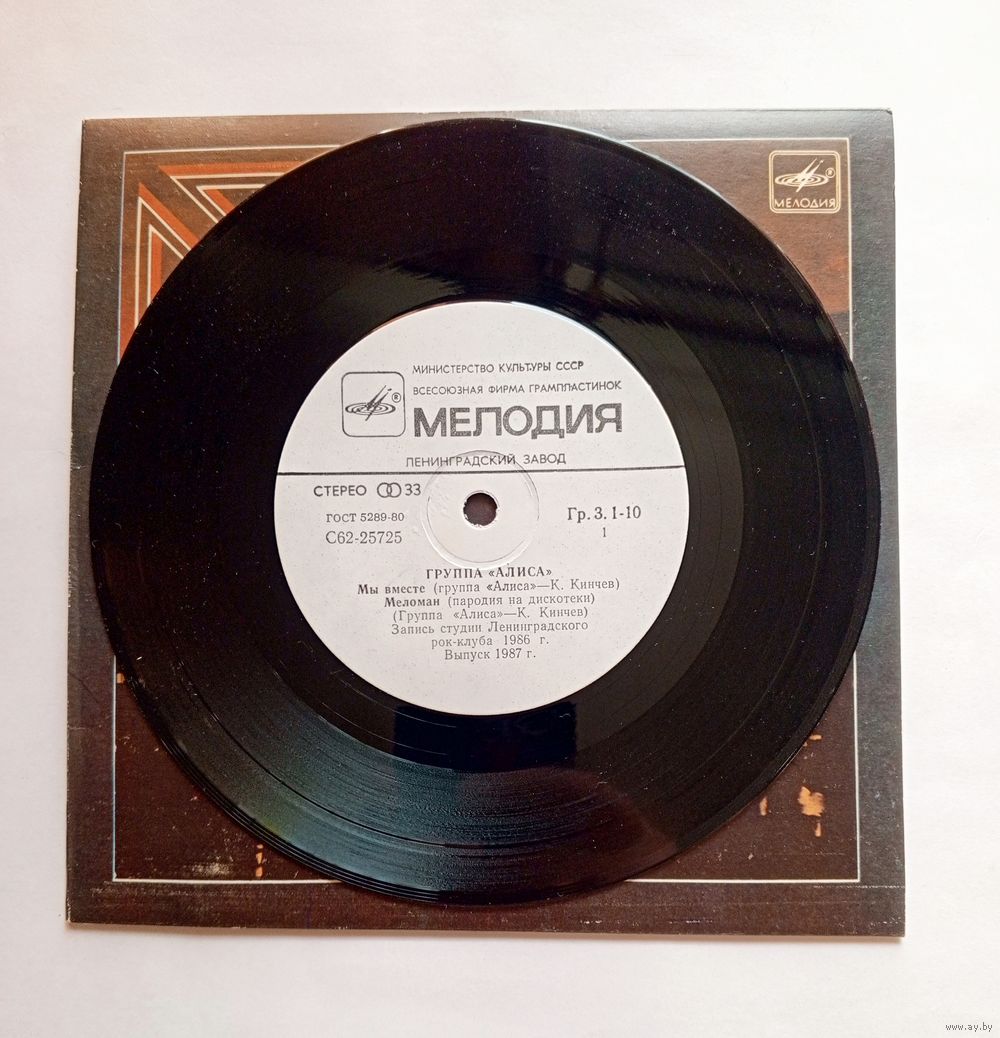 МЕЛОДИЯ
МИНИСТЕРСТВО КУЛЬТУРЫ СССР
ВСЕСОЮЗНАЯ ФИРМА ГРАМПЛАСТИНОК
МЕЛОДИЯ
ЛЕНИНГРАДСКИЙ ЗАВОД
СТЕРЕО 33
ГОСТ 5289-80
С62-25725
Гр. 3. 1-10
1
ГРУППА «АЛИСА»
Мы вместе (группа «Алиса»—К. Кинчев)
Меломан (пародия на дискотеки)
(Группа «Алиса»—К. Кинчев)
Запись студии Ленинградского
рок-клуба 1986 г.
Выпуск 1987 г.
www.ay.by